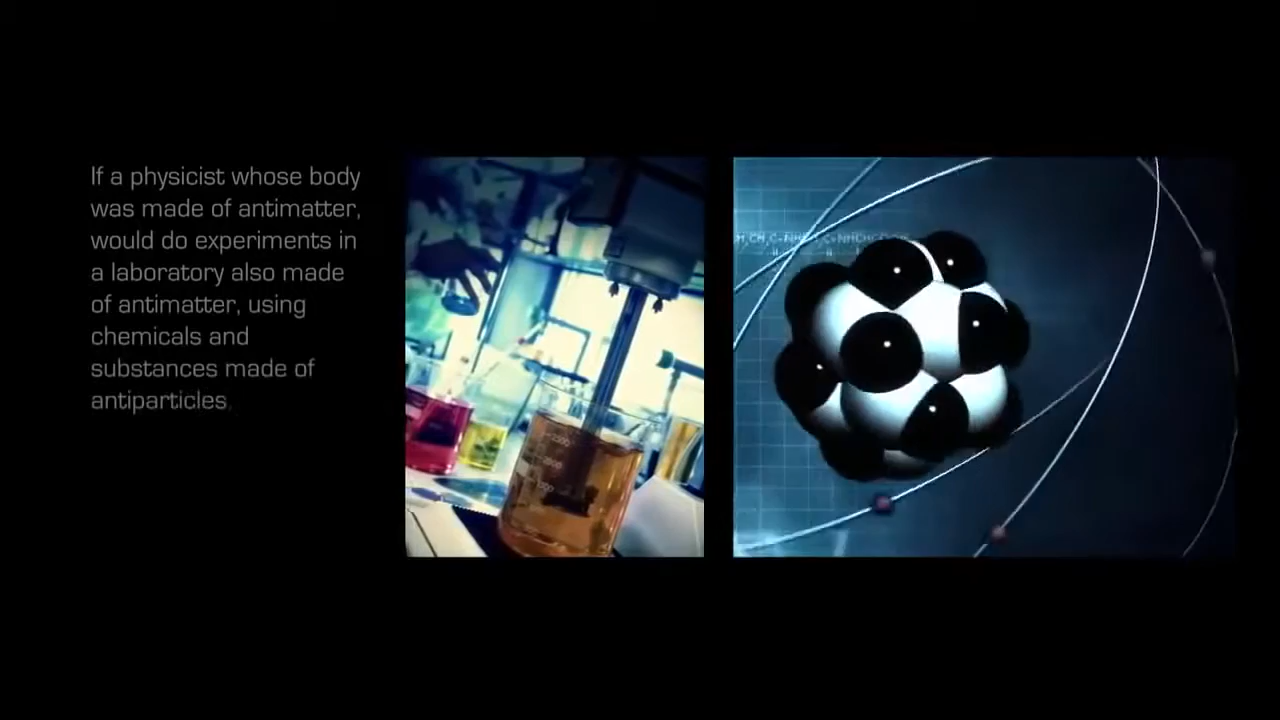 If a physicist whose body
was made of antimatter,
would do experiments in
a laboratory also made
of antimatter, using
chemicals and
substances made of
antiparticles,